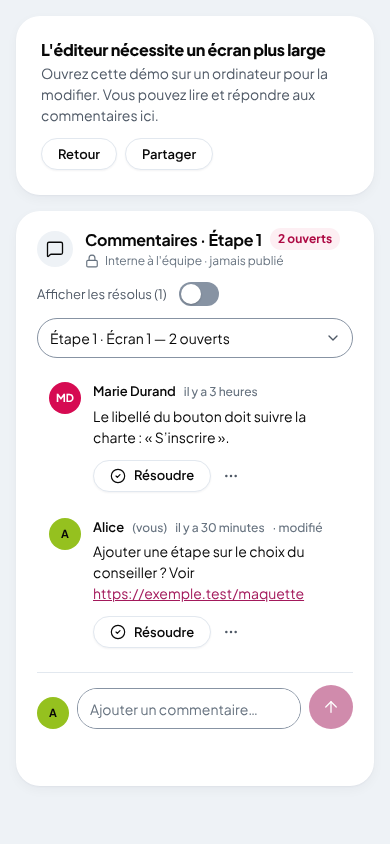 L'éditeur nécessite un écran plus large
Ouvrez cette démo sur un ordinateur pour la
modifier. Vous pouvez lire et répondre aux
commentaires ici.
Retour
Partager
Commentaires · Étape 1
2 ouverts
Interne à l'équipe · jamais publié
Afficher les résolus (1)
Étape 1 · Écran 1 — 2 ouverts
MD
Marie Durand il y a 3 heures
Le libellé du bouton doit suivre la
charte : « S'inscrire ».
Résoudre
A
Alice (vous) il y a 30 minutes · modifié
Ajouter une étape sur le choix du
conseiller ? Voir
https://exemple.test/maquette
Résoudre
A
Ajouter un commentaire…